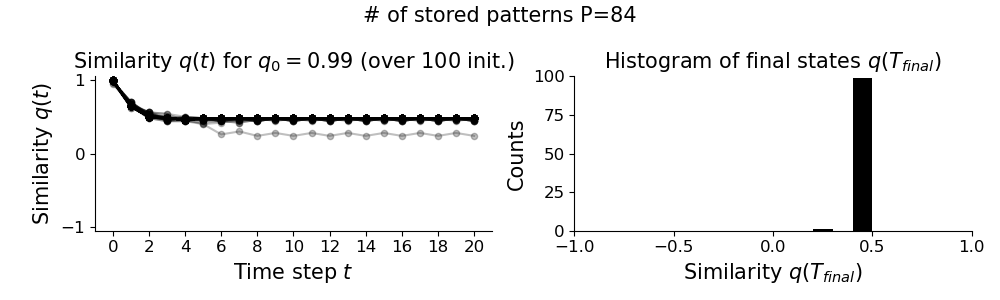 # of stored patterns P=84
Similarity q(t) for q₀ = 0.99 (over 100 init.)
Similarity q(t)
1
0
−1
0 2 4 6 8 10 12 14 16 18 20
Time step t
Histogram of final states q(T_final)
Counts
100
75
50
25
0
−1.0 −0.5 0.0 0.5 1.0
Similarity q(T_final)